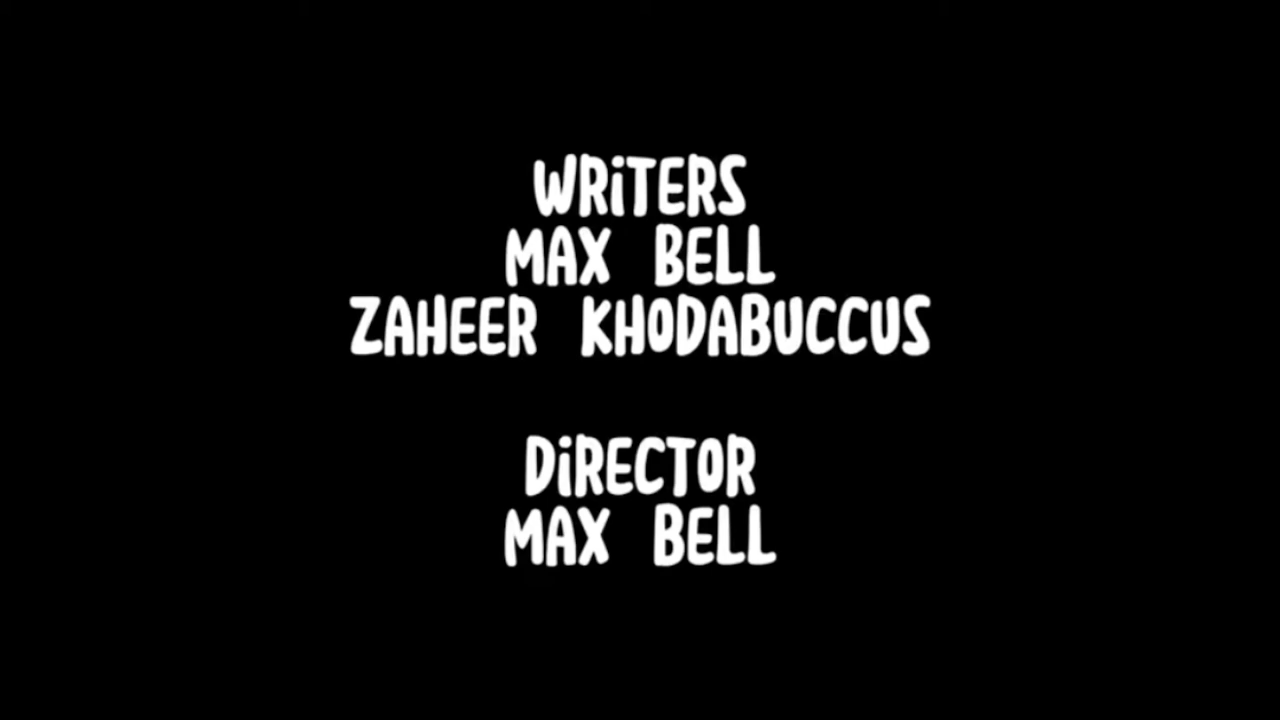 WRiTERS
MAX BELL
ZAHEER KHODABUCCUS
DiRECTOR
MAX BELL